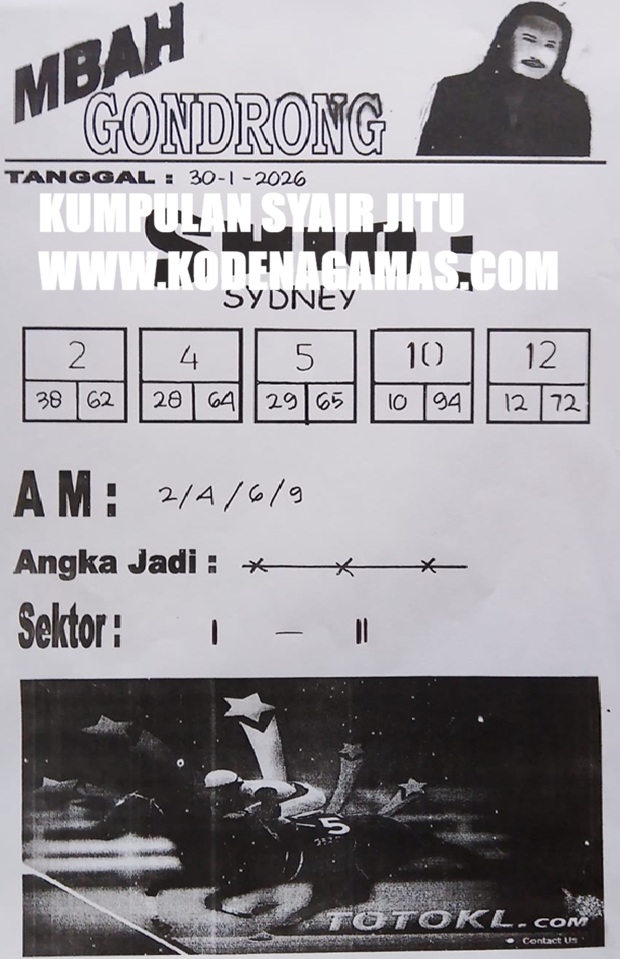 MBAH
GONDRONG
TANGGAL : 30-1-2026
KUMPULAN SYAIR JITU
SHIO :
WWW.KODENAGAMAS.COM
SYDNEY
2 4 5 10 12
38 62 28 64 29 65 10 94 12 72
AM : 2/4/6/9
Angka Jadi : x x x
Sektor : I - II
5
TOTOKL.COM
Contact Us